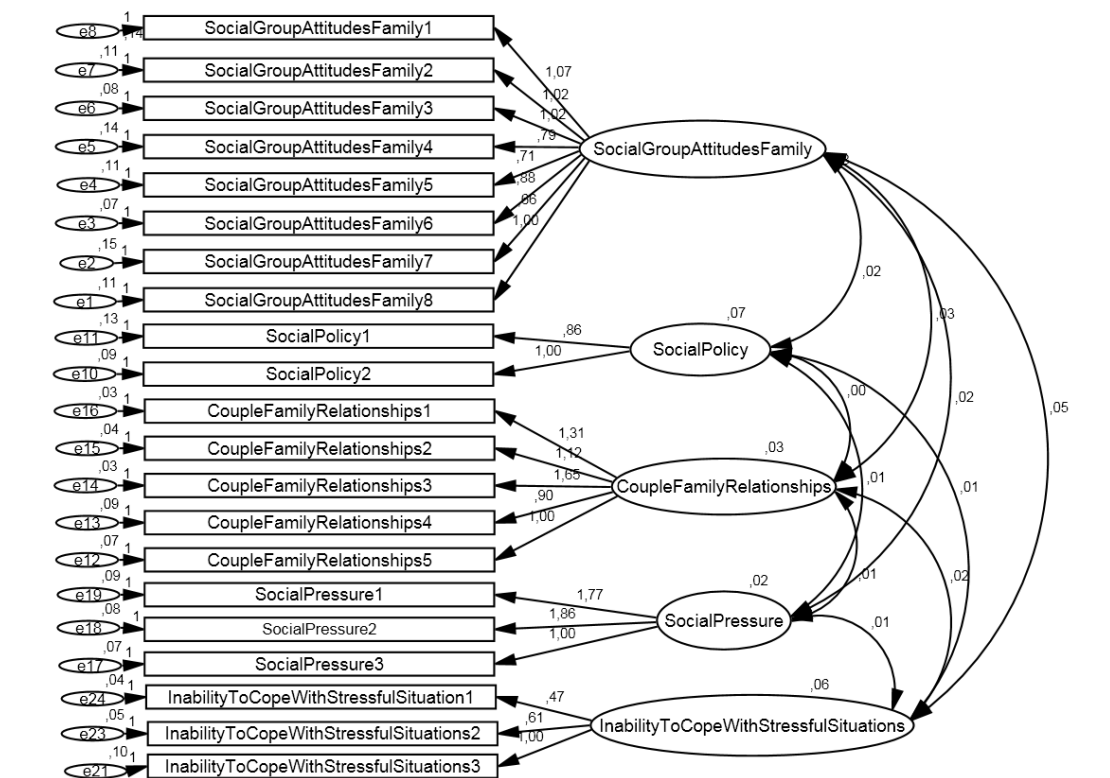 1
e8
,14
SocialGroupAttitudesFamily1
,11
1
e7
SocialGroupAttitudesFamily2
,08
1
e6
SocialGroupAttitudesFamily3
,14
1
e5
SocialGroupAttitudesFamily4
,11
1
e4
SocialGroupAttitudesFamily5
,07
1
e3
SocialGroupAttitudesFamily6
,15
1
e2
SocialGroupAttitudesFamily7
,11
1
e1
SocialGroupAttitudesFamily8
1,07
1,02
1,02
,79
,71
,88
,66
1,00
SocialGroupAttitudesFamily
,13
1
e11
SocialPolicy1
,09
1
e10
SocialPolicy2
,86
1,00
,07
SocialPolicy
,03
1
e16
CoupleFamilyRelationships1
,04
1
e15
CoupleFamilyRelationships2
,03
1
e14
CoupleFamilyRelationships3
,09
1
e13
CoupleFamilyRelationships4
,07
1
e12
CoupleFamilyRelationships5
1,31
1,12
1,65
,90
1,00
,03
CoupleFamilyRelationships
,09
1
e19
SocialPressure1
,08
1
e18
SocialPressure2
,07
1
e17
SocialPressure3
1,77
1,86
1,00
,02
SocialPressure
,04
1
e24
InabilityToCopeWithStressfulSituation1
,05
1
e23
InabilityToCopeWithStressfulSituations2
,10
1
e21
InabilityToCopeWithStressfulSituations3
,47
,61
1,00
,06
InabilityToCopeWithStressfulSituations
,02
,03
,00
,02
,05
,01
,01
,01
,02
,01